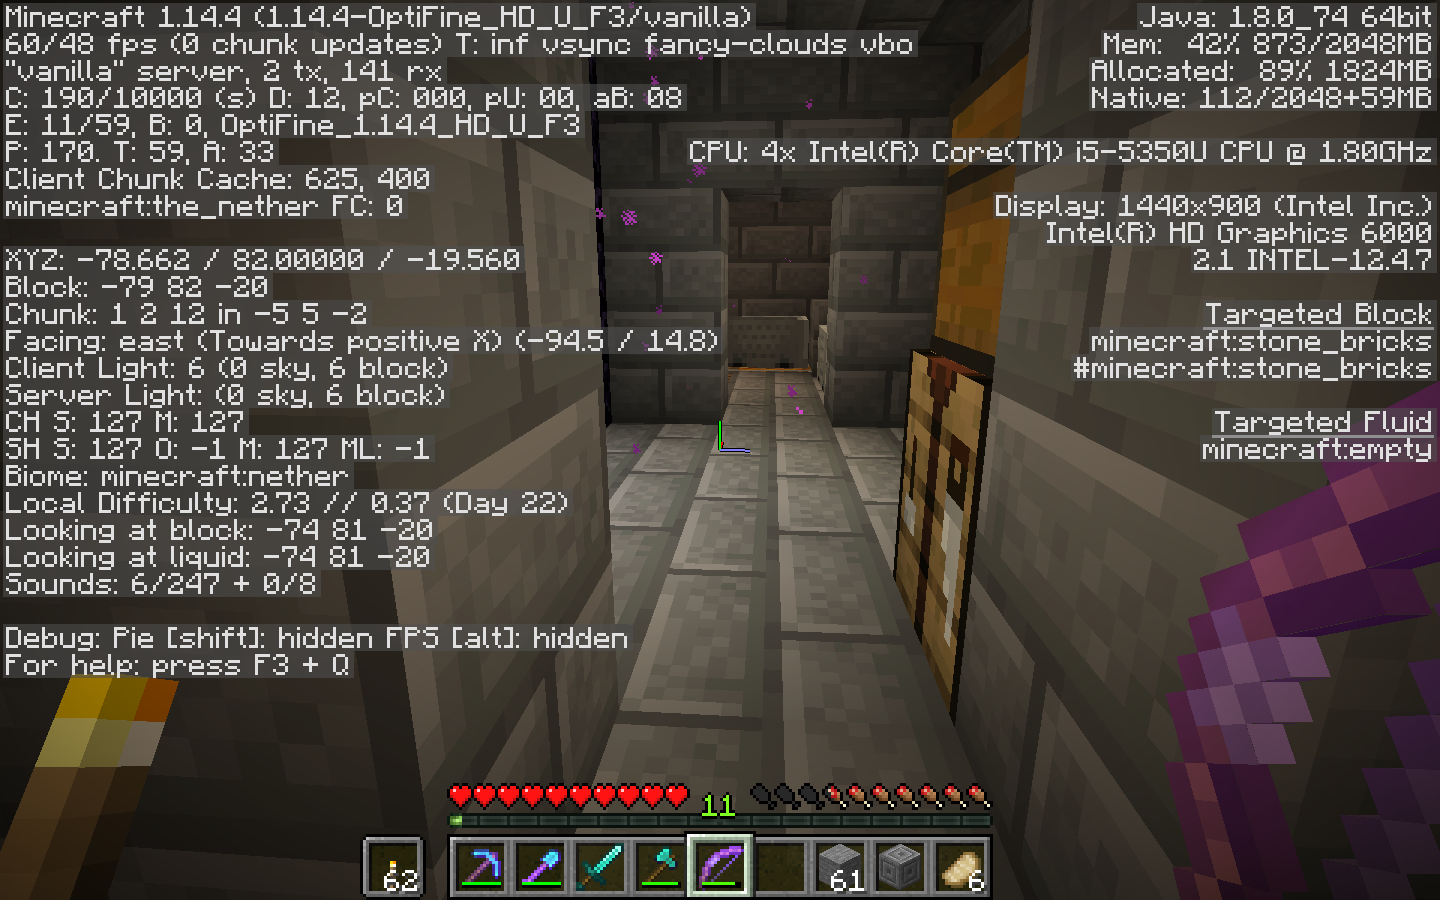 Minecraft 1.14.4 (1.14.4-OptiFine_HD_U_F3/vanilla)
60/48 fps (0 chunk updates) T: inf vsync fancy-clouds vbo
"vanilla" server, 2 tx, 141 rx
C: 190/10000 (s) D: 12, pC: 000, pU: 00, aB: 08
E: 11/59, B: 0, OptiFine_1.14.4_HD_U_F3
P: 170. T: 59, A: 33
Client Chunk Cache: 625, 400
minecraft:the_nether FC: 0
XYZ: -78.662 / 82.00000 / -19.560
Block: -79 82 -20
Chunk: 1 2 12 in -5 5 -2
Facing: east (Towards positive X) (-94.5 / 14.8)
Client Light: 6 (0 sky, 6 block)
Server Light: (0 sky, 6 block)
CH S: 127 M: 127
SH S: 127 O: -1 M: 127 ML: -1
Biome: minecraft:nether
Local Difficulty: 2.73 // 0.37 (Day 22)
Looking at block: -74 81 -20
Looking at liquid: -74 81 -20
Sounds: 6/247 + 0/8
Debug: Pie [shift]: hidden FPS [alt]: hidden
For help: press F3 + Q
Java: 1.8.0_74 64bit
Mem: 42% 873/2048MB
Allocated: 89% 1824MB
Native: 112/2048+59MB
CPU: 4x Intel(R) Core(TM) i5-5350U CPU @ 1.80GHz
Display: 1440x900 (Intel Inc.)
Intel(R) HD Graphics 6000
2.1 INTEL-12.4.7
Targeted Block
minecraft:stone_bricks
#minecraft:stone_bricks
Targeted Fluid
minecraft:empty
11
62
61
6